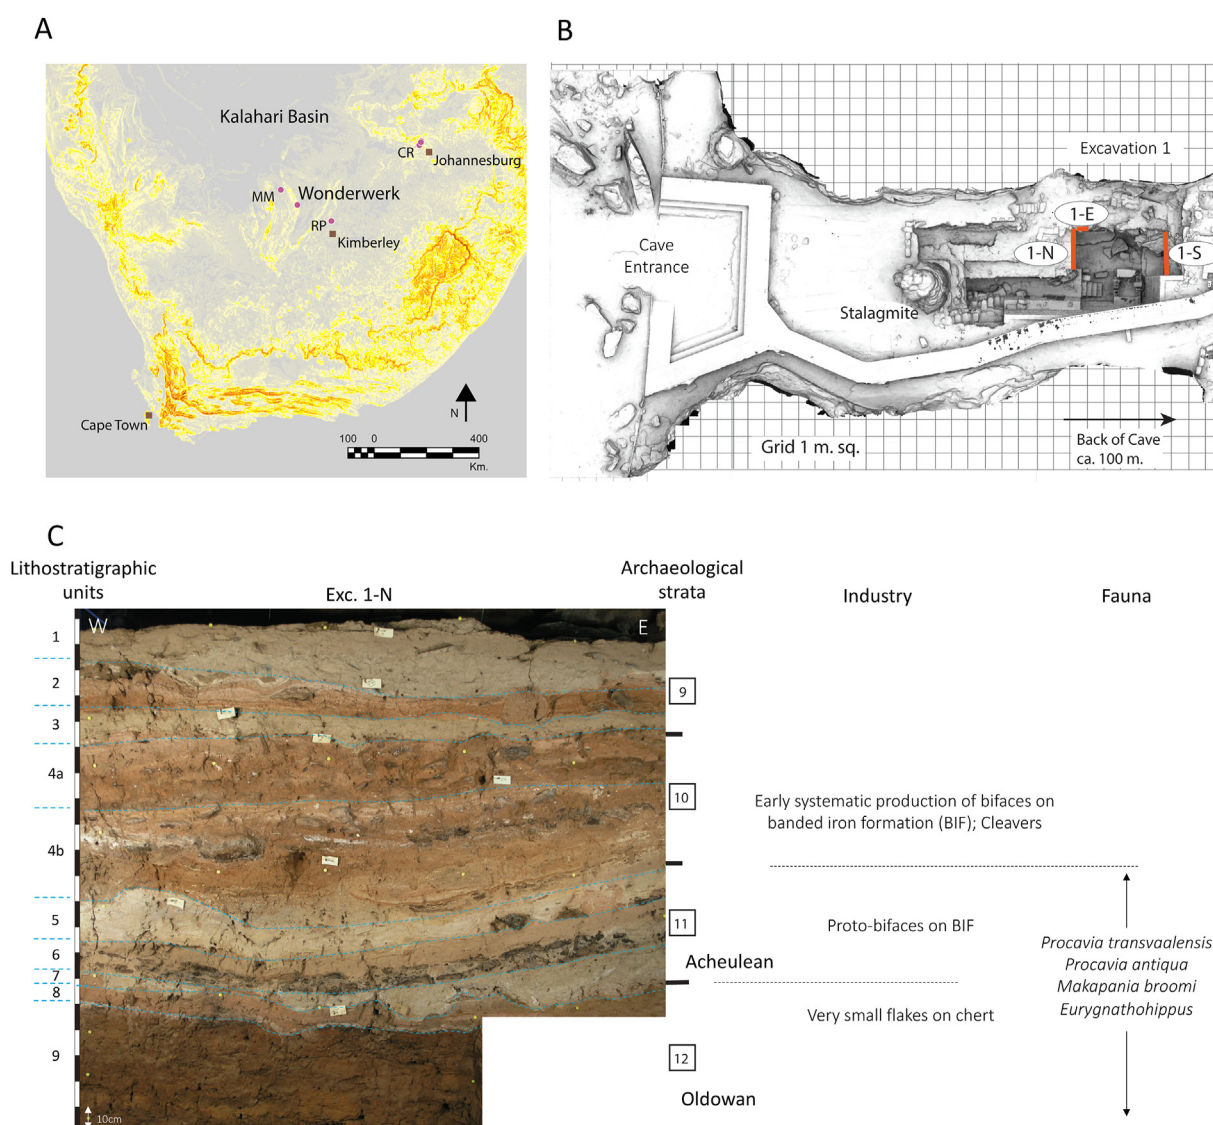 A
Kalahari Basin
CR
Johannesburg
MM
Wonderwerk
RP
Kimberley
Cape Town
N
100 0 400
Km.
B
Excavation 1
1-E
1-N
1-S
Cave
Entrance
Stalagmite
Grid 1 m. sq.
Back of Cave
ca. 100 m.
C
Lithostratigraphic
units
Exc. 1-N
Archaeological
strata
Industry
Fauna
W
E
1
2
3
4a
4b
5
6
7
8
9
10cm
9
10
11
Acheulean
12
Oldowan
Early systematic production of bifaces on
banded iron formation (BIF); Cleavers
Proto-bifaces on BIF
Very small flakes on chert
Procavia transvaalensis
Procavia antiqua
Makapania broomi
Eurygnathohippus